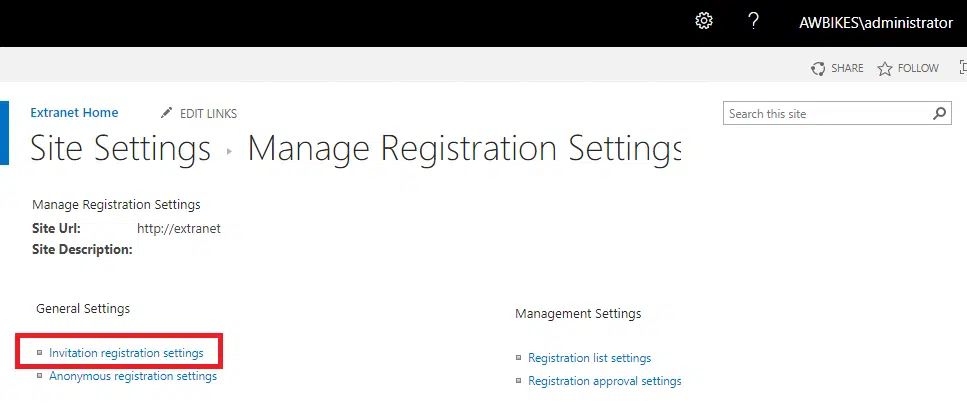 ? AWBIKES\administrator
SHARE FOLLOW
Extranet Home EDIT LINKS
Search this site
Site Settings ▸ Manage Registration Settings
Manage Registration Settings
Site Url: http://extranet
Site Description:
General Settings
Invitation registration settings
Anonymous registration settings
Management Settings
Registration list settings
Registration approval settings